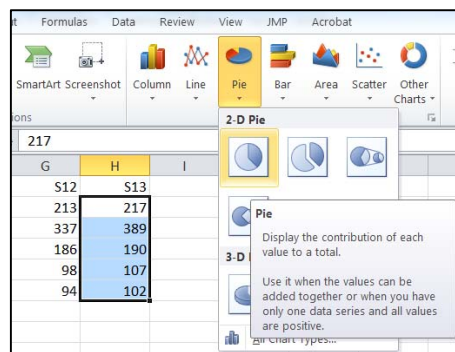 Formulas Data Review View JMP Acrobat
SmartArt Screenshot Column Line Pie Bar Area Scatter Other
Charts
ons
2-D Pie
217
G H I
S12 S13
213 217
337 389
186 190
98 107
94 102
Pie
Display the contribution of each
value to a total.
Use it when the values can be
added together or when you have
only one data series and all values
are positive.
3-D
All Chart Types...